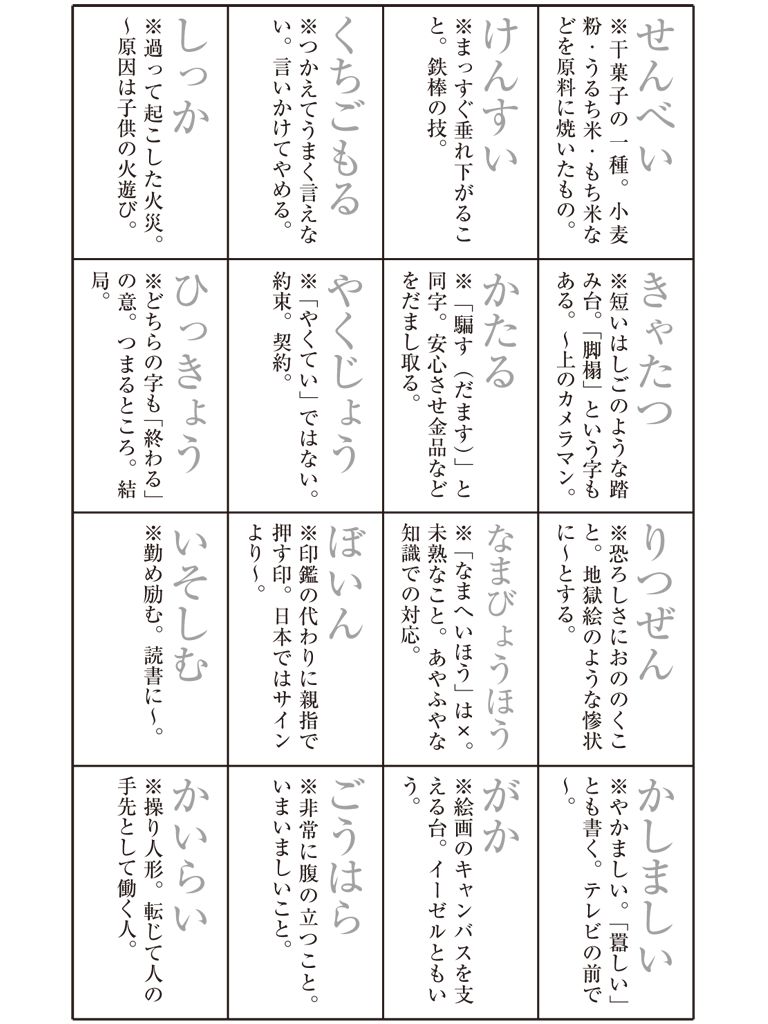 せんべい
※干菓子の一種。小麦
粉・うるち米・もち米な
どを原料に焼いたもの。
けんすい
※まっすぐ垂れ下がるこ
と。鉄棒の技。
くちごもる
※つかえてうまく言えな
い。言いかけてやめる。
しっか
※過って起こした火災。
～原因は子供の火遊び。
きゃたつ
※短いはしごのような踏
み台。「脚榻」という字も
ある。～上のカメラマン。
かたる
※「騙す（だます）」と
同字。安心させ金品など
をだまし取る。
やくじょう
※「やくてい」ではない。
約束。契約。
ひっきょう
※どちらの字も「終わる」
の意。つまるところ。結
局。
りつぜん
※恐ろしさにおののくこ
と。地獄絵のような惨状
に～とする。
なまびょうほう
※「なまへいほう」は×。
未熟なこと。あやふやな
知識での対応。
ぼいん
※印鑑の代わりに親指で
押す印。日本ではサイン
より～。
いそしむ
※勤め励む。読書に～。
かしましい
※やかましい。「囂しい」
とも書く。テレビの前で
～。
がか
※絵画のキャンバスを支
える台。イーゼルともい
う。
ごうはら
※非常に腹の立つこと。
いまいましいこと。
かいらい
※操り人形。転じて人の
手先として働く人。